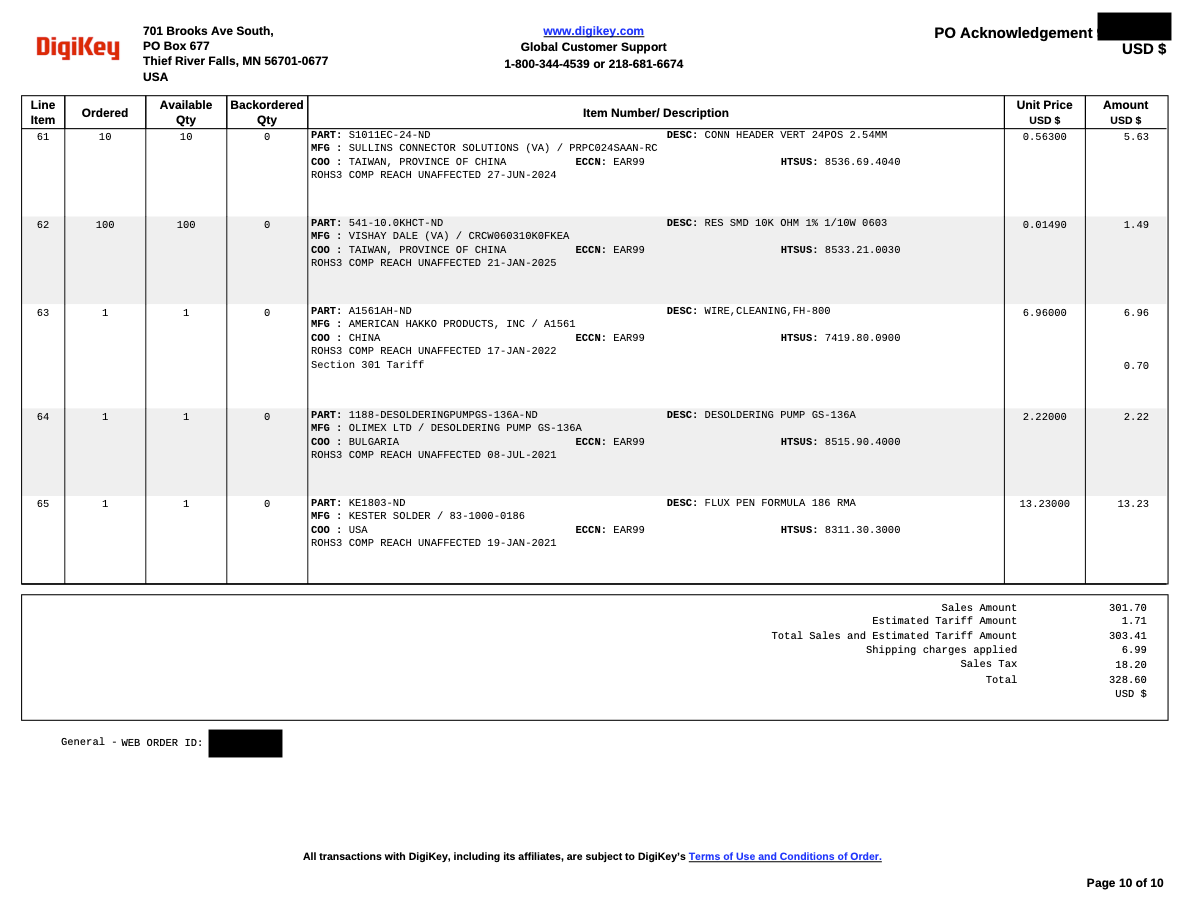 DigiKey
701 Brooks Ave South,
PO Box 677
Thief River Falls, MN 56701-0677
USA
www.digikey.com
Global Customer Support
1-800-344-4539 or 218-681-6674
PO Acknowledgement
USD $
Line Item Ordered Available Qty Backordered Qty Item Number/ Description Unit Price USD $ Amount USD $
61 10 10 0 PART: S1011EC-24-ND DESC: CONN HEADER VERT 24POS 2.54MM 0.56300 5.63
MFG : SULLINS CONNECTOR SOLUTIONS (VA) / PRPC024SAAN-RC
COO : TAIWAN, PROVINCE OF CHINA ECCN: EAR99 HTSUS: 8536.69.4040
ROHS3 COMP REACH UNAFFECTED 27-JUN-2024
62 100 100 0 PART: 541-10.0KHCT-ND DESC: RES SMD 10K OHM 1% 1/10W 0603 0.01490 1.49
MFG : VISHAY DALE (VA) / CRCW060310K0FKEA
COO : TAIWAN, PROVINCE OF CHINA ECCN: EAR99 HTSUS: 8533.21.0030
ROHS3 COMP REACH UNAFFECTED 21-JAN-2025
63 1 1 0 PART: A1561AH-ND DESC: WIRE,CLEANING,FH-800 6.96000 6.96
MFG : AMERICAN HAKKO PRODUCTS, INC / A1561
COO : CHINA ECCN: EAR99 HTSUS: 7419.80.0900
ROHS3 COMP REACH UNAFFECTED 17-JAN-2022
Section 301 Tariff 0.70
64 1 1 0 PART: 1188-DESOLDERINGPUMPGS-136A-ND DESC: DESOLDERING PUMP GS-136A 2.22000 2.22
MFG : OLIMEX LTD / DESOLDERING PUMP GS-136A
COO : BULGARIA ECCN: EAR99 HTSUS: 8515.90.4000
ROHS3 COMP REACH UNAFFECTED 08-JUL-2021
65 1 1 0 PART: KE1803-ND DESC: FLUX PEN FORMULA 186 RMA 13.23000 13.23
MFG : KESTER SOLDER / 83-1000-0186
COO : USA ECCN: EAR99 HTSUS: 8311.30.3000
ROHS3 COMP REACH UNAFFECTED 19-JAN-2021
Sales Amount 301.70
Estimated Tariff Amount 1.71
Total Sales and Estimated Tariff Amount 303.41
Shipping charges applied 6.99
Sales Tax 18.20
Total 328.60
USD $
General - WEB ORDER ID:
All transactions with DigiKey, including its affiliates, are subject to DigiKey's Terms of Use and Conditions of Order.
Page 10 of 10